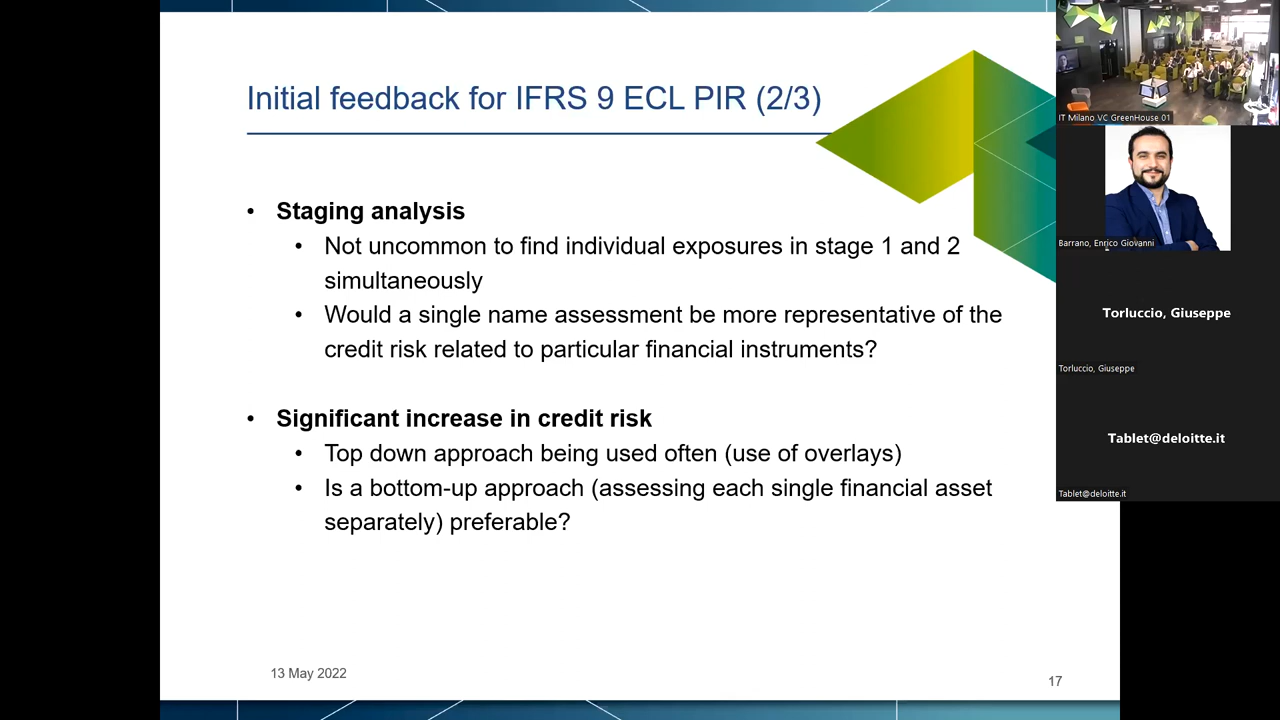 Initial feedback for IFRS 9 ECL PIR (2/3)
• Staging analysis
• Not uncommon to find individual exposures in stage 1 and 2
simultaneously
• Would a single name assessment be more representative of the
credit risk related to particular financial instruments?
• Significant increase in credit risk
• Top down approach being used often (use of overlays)
• Is a bottom-up approach (assessing each single financial asset
separately) preferable?
13 May 2022
17
IT Milano VC GreenHouse 01
Barrano, Enrico Giovanni
Torluccio, Giuseppe
Torluccio, Giuseppe
Tablet@deloitte.it
Tablet@deloitte.it